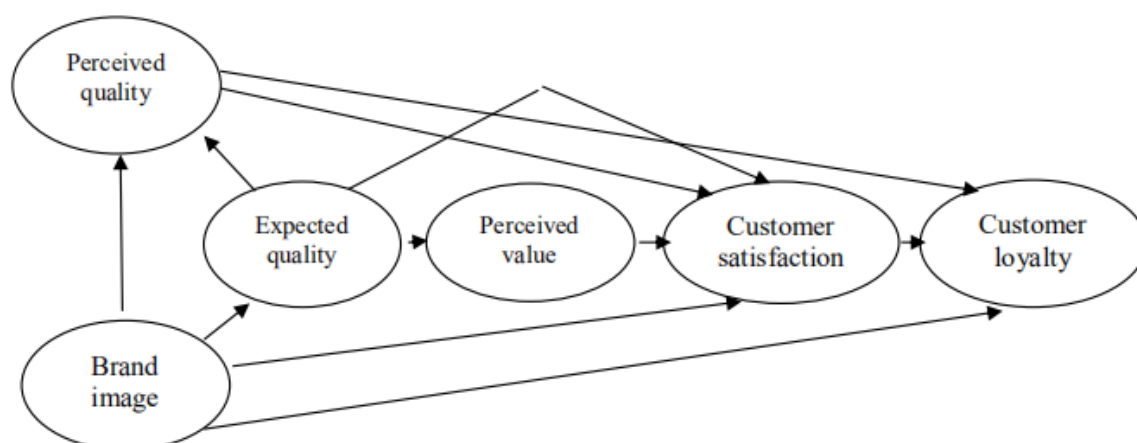 Perceived
quality
Expected
quality
Perceived
value
Customer
satisfaction
Customer
loyalty
Brand
image